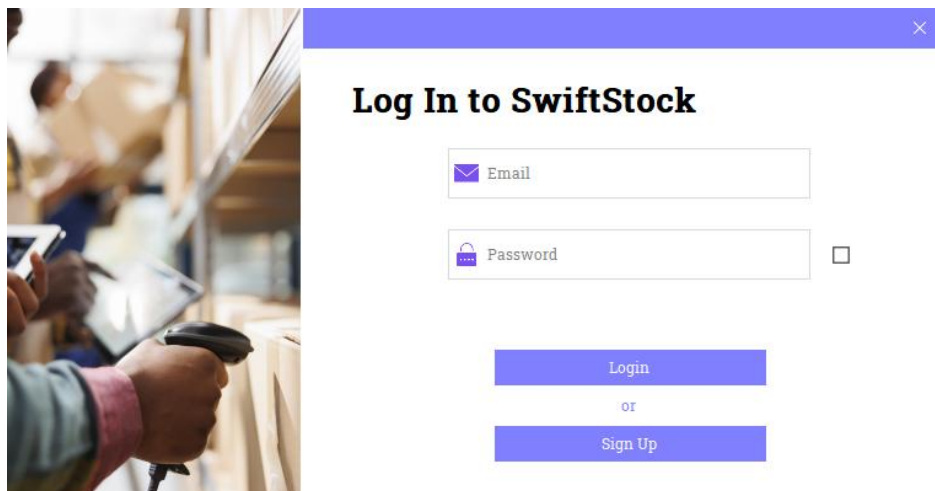 Log In to SwiftStock
Email
Password
Login
or
Sign Up